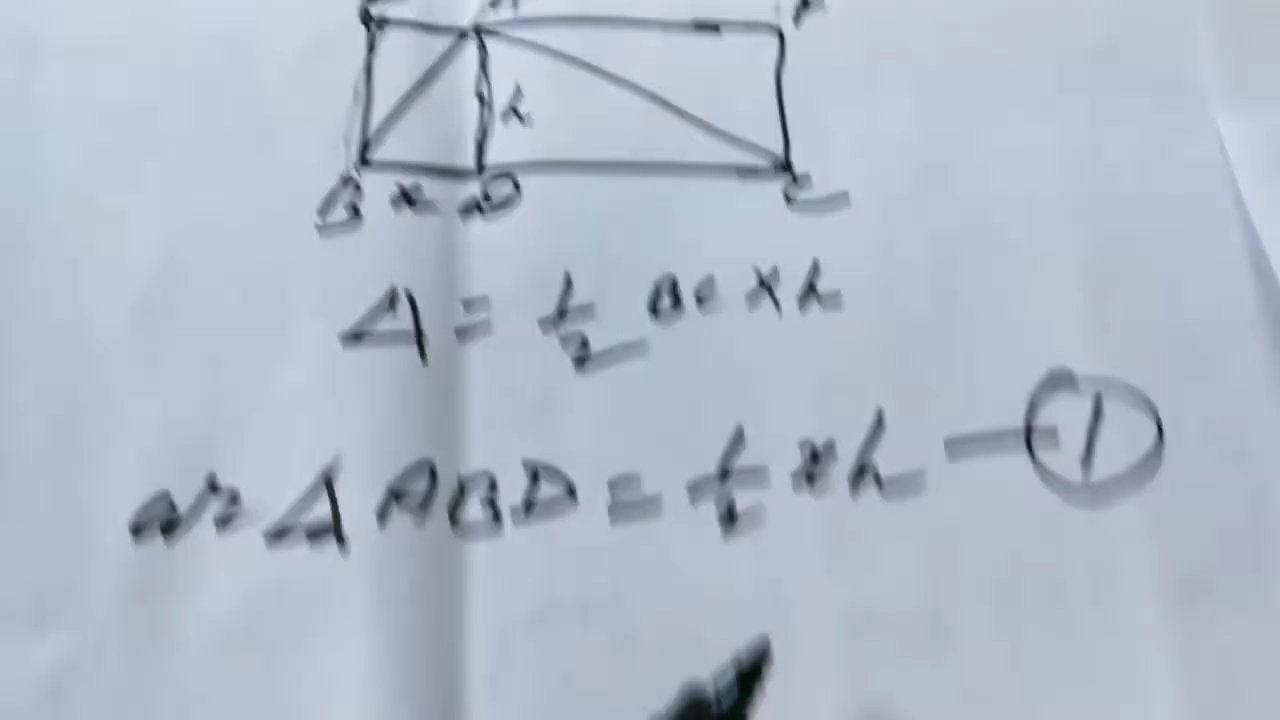 h
B x D C
Δ = 1/2 BC × h
ar Δ ABD = 1/2 x h — ①